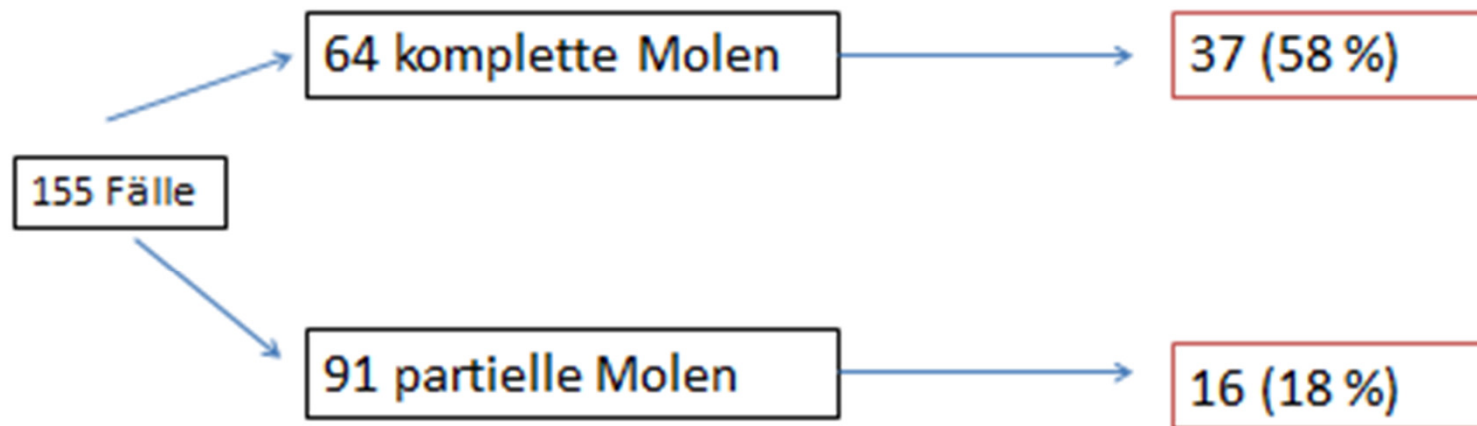 64 komplette Molen
37 (58 %)
155 Fälle
91 partielle Molen
16 (18 %)